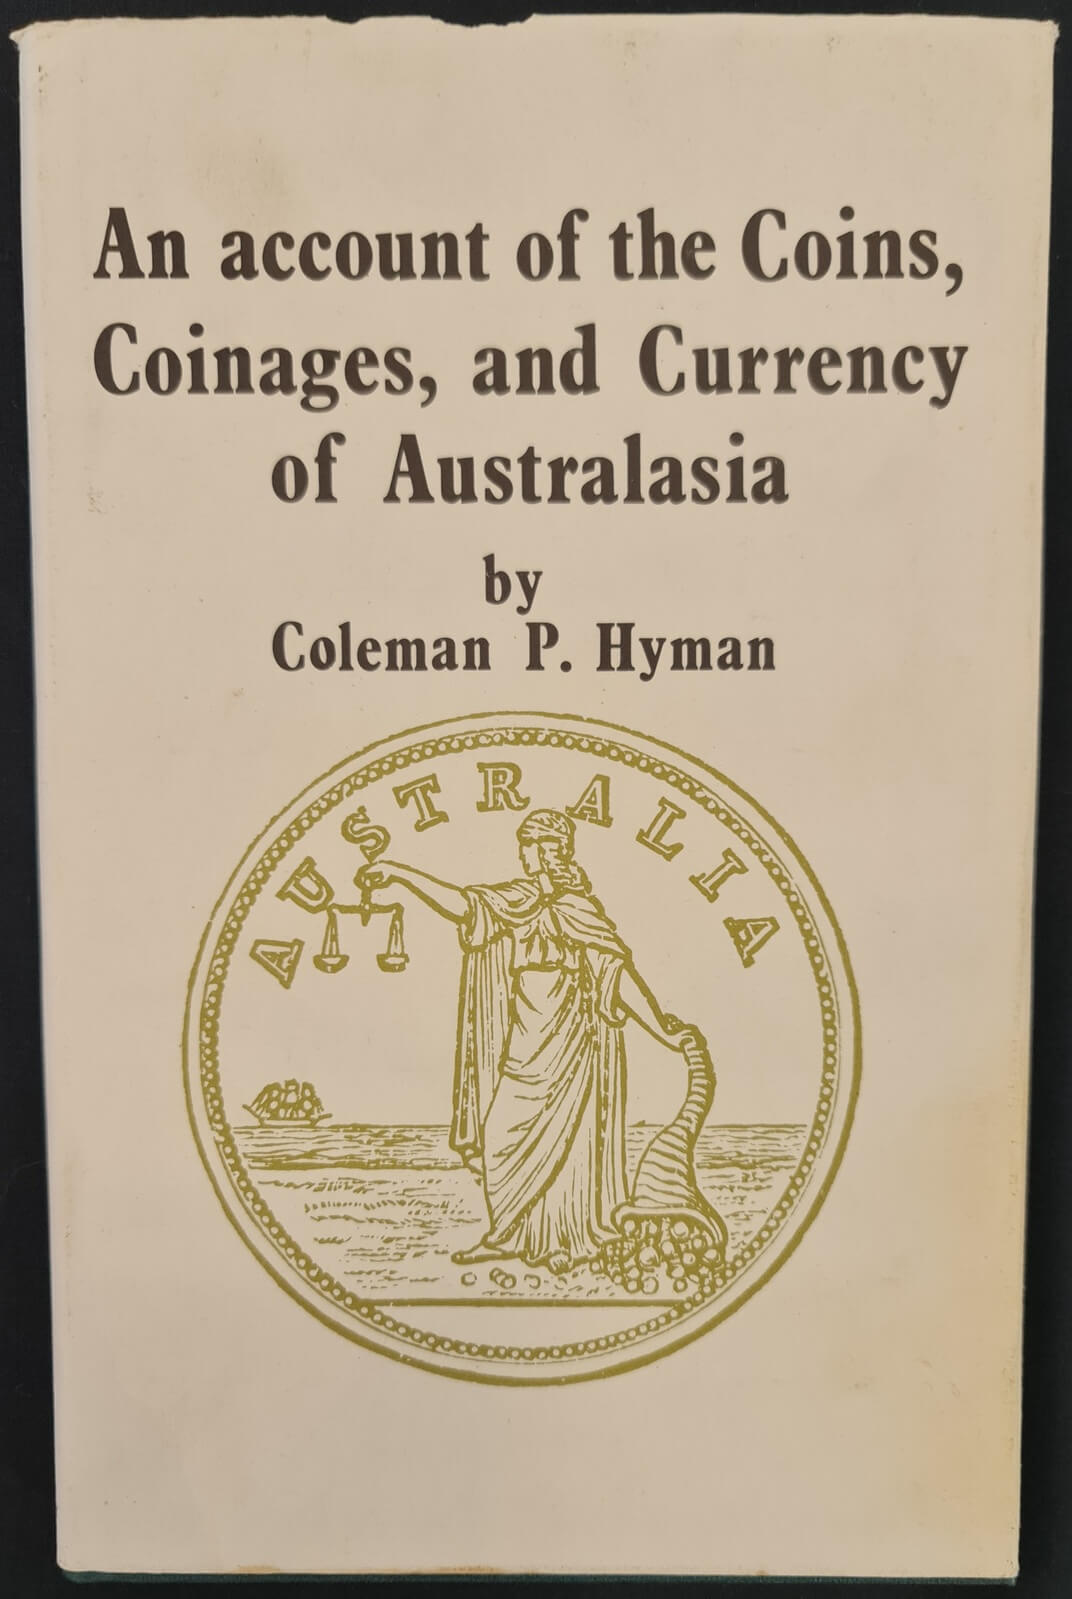 An account of the Coins,
Coinages, and Currency
of Australasia
by
Coleman P. Hyman
AUSTRALIA